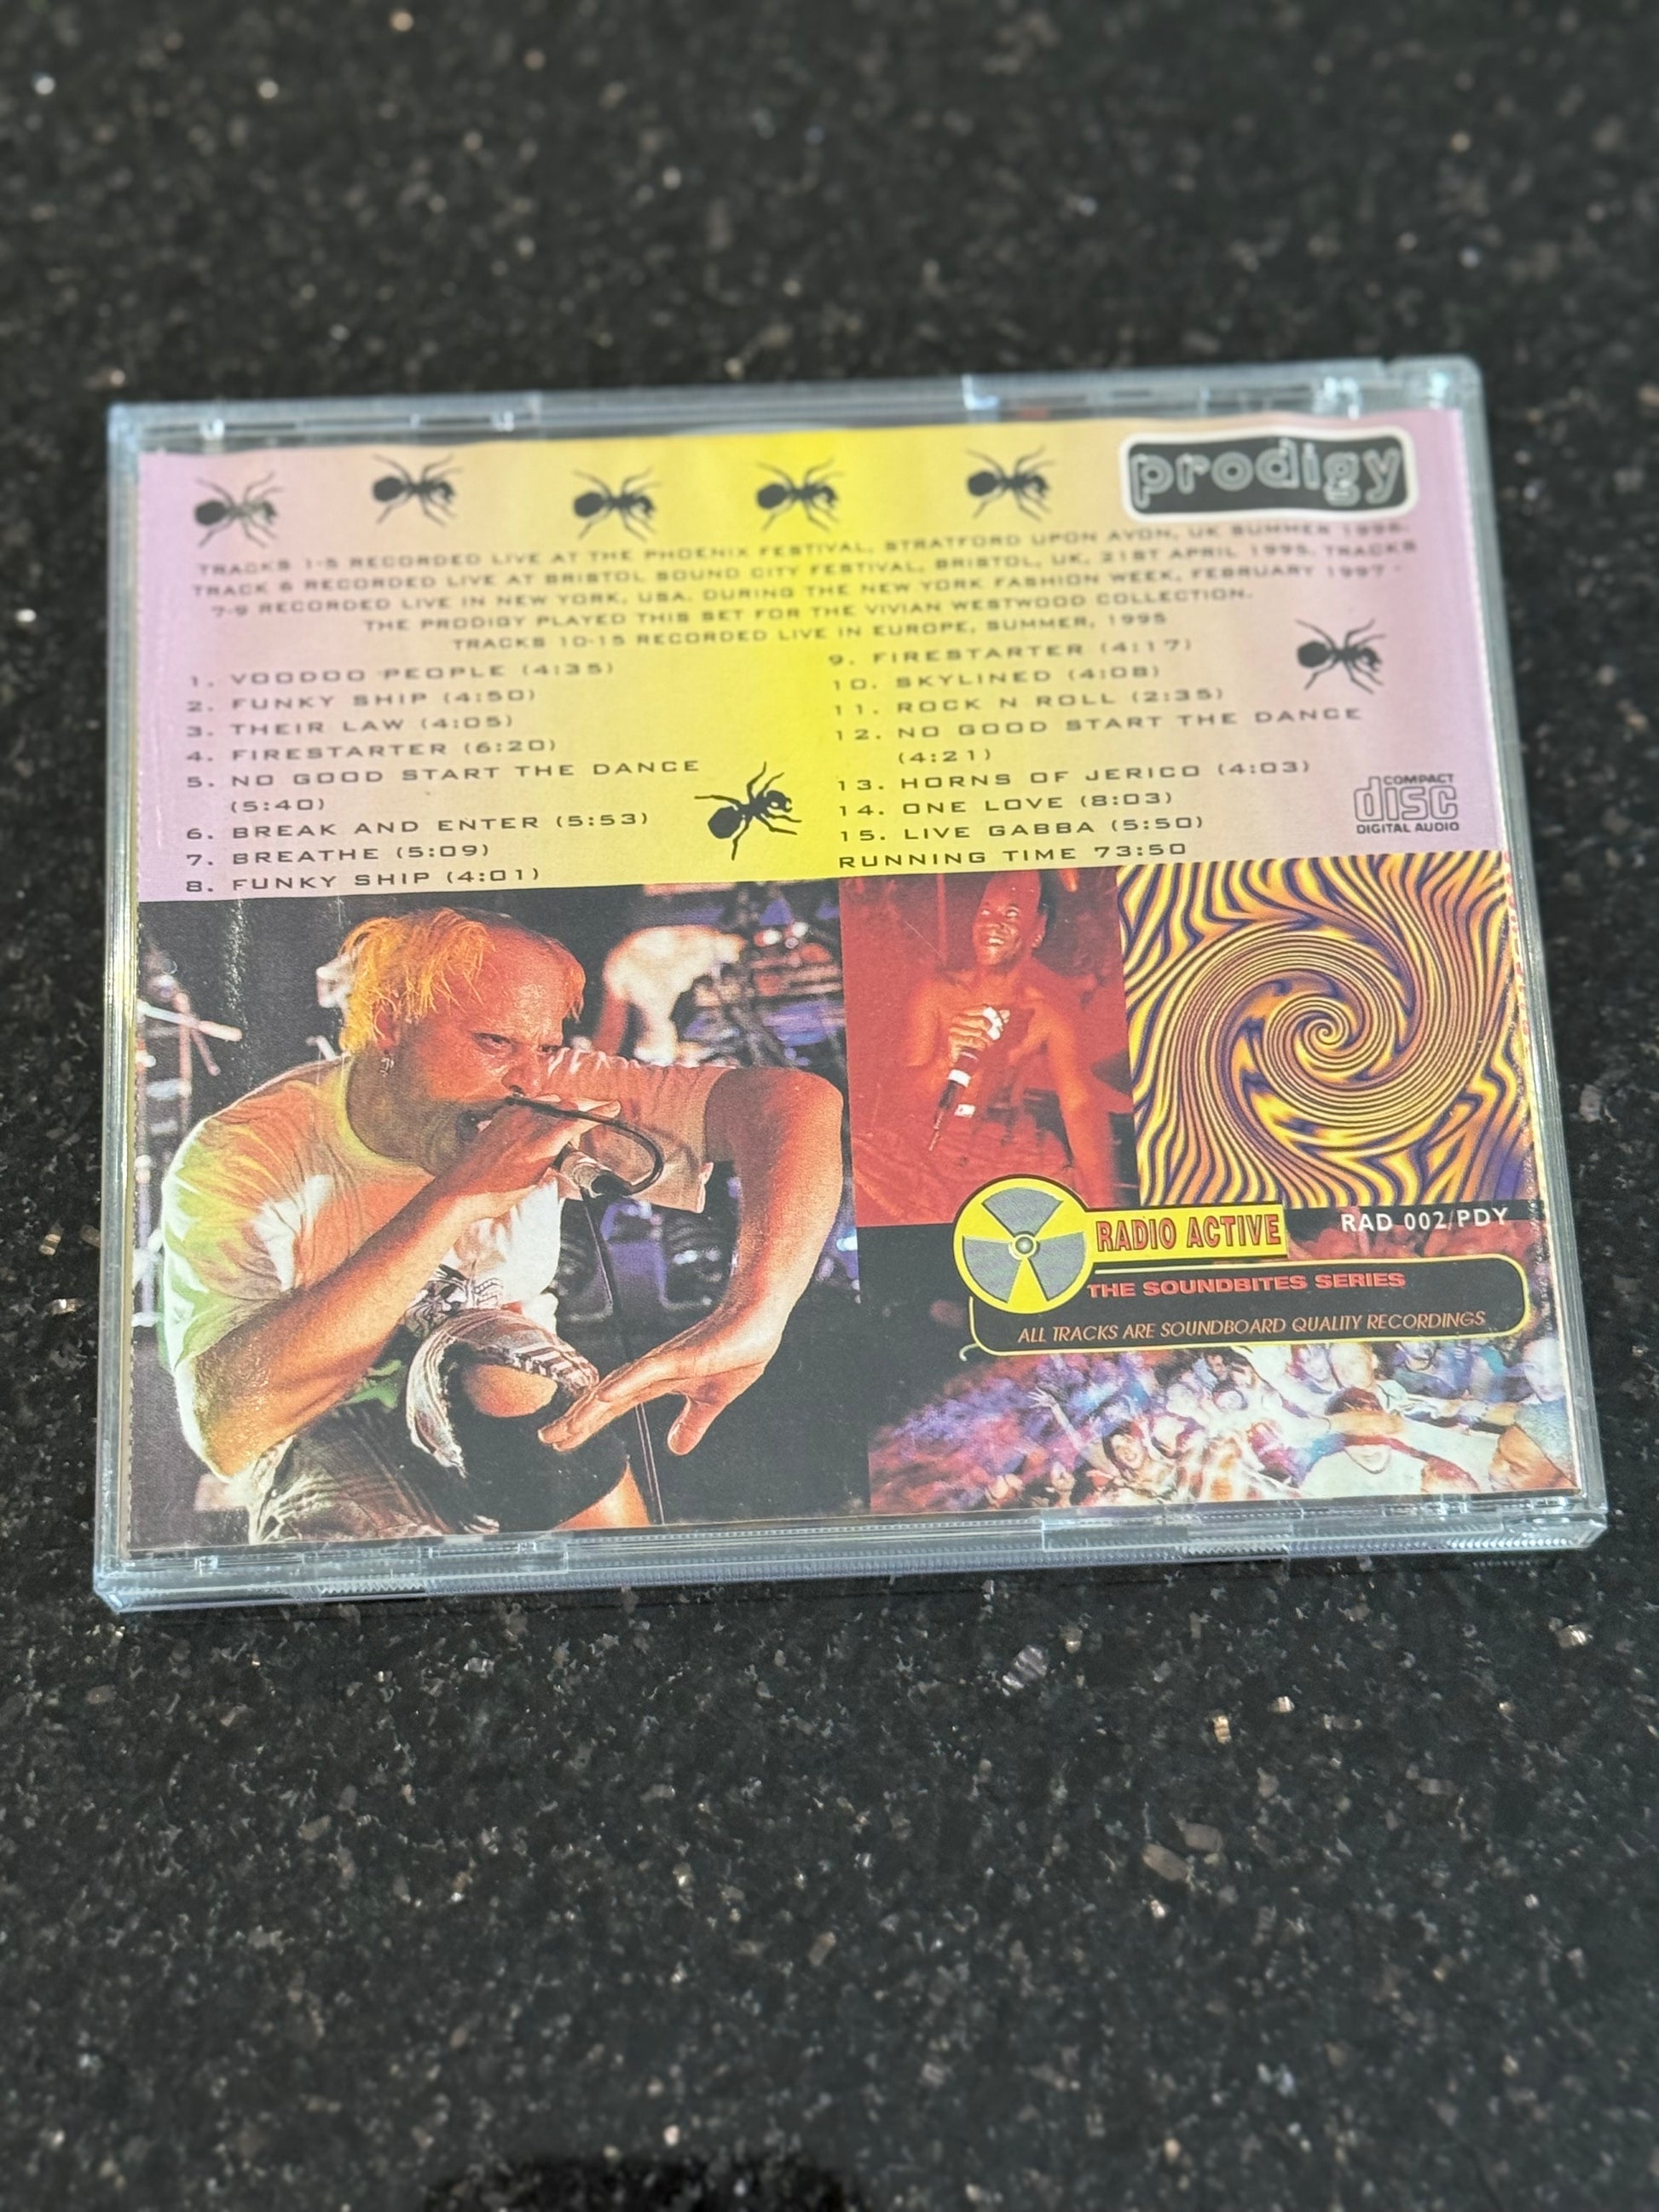 prodigy
TRACKS 1-5 RECORDED LIVE AT THE PHOENIX FESTIVAL, STRATFORD UPON AVON, UK SUMMER 1996.
TRACK 6 RECORDED LIVE AT BRISTOL SOUND CITY FESTIVAL, BRISTOL, UK, 21ST APRIL 1995. TRACKS
7-9 RECORDED LIVE IN NEW YORK, USA. DURING THE NEW YORK FASHION WEEK, FEBRUARY 1997 -
THE PRODIGY PLAYED THIS SET FOR THE VIVIAN WESTWOOD COLLECTION.
TRACKS 10-15 RECORDED LIVE IN EUROPE, SUMMER, 1995
1. VOODOO PEOPLE (4:35)
2. FUNKY SHIP (4:50)
3. THEIR LAW (4:05)
4. FIRESTARTER (6:20)
5. NO GOOD START THE DANCE
(5:40)
6. BREAK AND ENTER (5:53)
7. BREATHE (5:09)
8. FUNKY SHIP (4:01)
9. FIRESTARTER (4:17)
10. SKYLINED (4:08)
11. ROCK N ROLL (2:35)
12. NO GOOD START THE DANCE
(4:21)
13. HORNS OF JERICO (4:03)
14. ONE LOVE (8:03)
15. LIVE GABBA (5:50)
RUNNING TIME 73:50
COMPACT
disc
DIGITAL AUDIO
RADIO ACTIVE
RAD 002/PDY
THE SOUNDBITES SERIES
ALL TRACKS ARE SOUNDBOARD QUALITY RECORDINGS